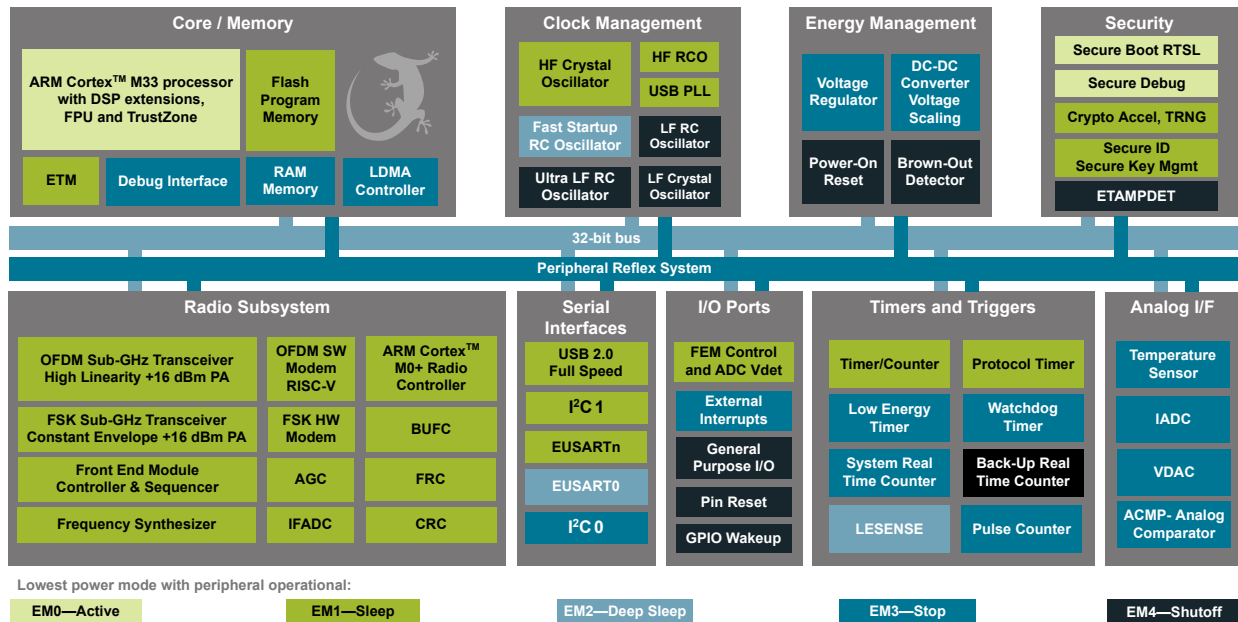 Core / Memory
ARM Cortex™ M33 processor
with DSP extensions,
FPU and TrustZone
Flash
Program
Memory
ETM
Debug Interface
RAM
Memory
LDMA
Controller
Clock Management
HF Crystal
Oscillator
HF RCO
USB PLL
Fast Startup
RC Oscillator
LF RC
Oscillator
Ultra LF RC
Oscillator
LF Crystal
Oscillator
Energy Management
Voltage
Regulator
DC-DC
Converter
Voltage
Scaling
Power-On
Reset
Brown-Out
Detector
Security
Secure Boot RTSL
Secure Debug
Crypto Accel, TRNG
Secure ID
Secure Key Mgmt
ETAMPDET
32-bit bus
Peripheral Reflex System
Radio Subsystem
OFDM Sub-GHz Transceiver
High Linearity +16 dBm PA
OFDM SW
Modem
RISC-V
ARM Cortex™
M0+ Radio
Controller
FSK Sub-GHz Transceiver
Constant Envelope +16 dBm PA
FSK HW
Modem
BUFC
Front End Module
Controller & Sequencer
AGC
FRC
Frequency Synthesizer
IFADC
CRC
Serial
Interfaces
USB 2.0
Full Speed
I²C 1
EUSARTn
EUSART0
I²C 0
I/O Ports
FEM Control
and ADC Vdet
External
Interrupts
General
Purpose I/O
Pin Reset
GPIO Wakeup
Timers and Triggers
Timer/Counter
Protocol Timer
Low Energy
Timer
Watchdog
Timer
System Real
Time Counter
Back-Up Real
Time Counter
LESENSE
Pulse Counter
Analog I/F
Temperature
Sensor
IADC
VDAC
ACMP- Analog
Comparator
Lowest power mode with peripheral operational:
EM0—Active
EM1—Sleep
EM2—Deep Sleep
EM3—Stop
EM4—Shutoff